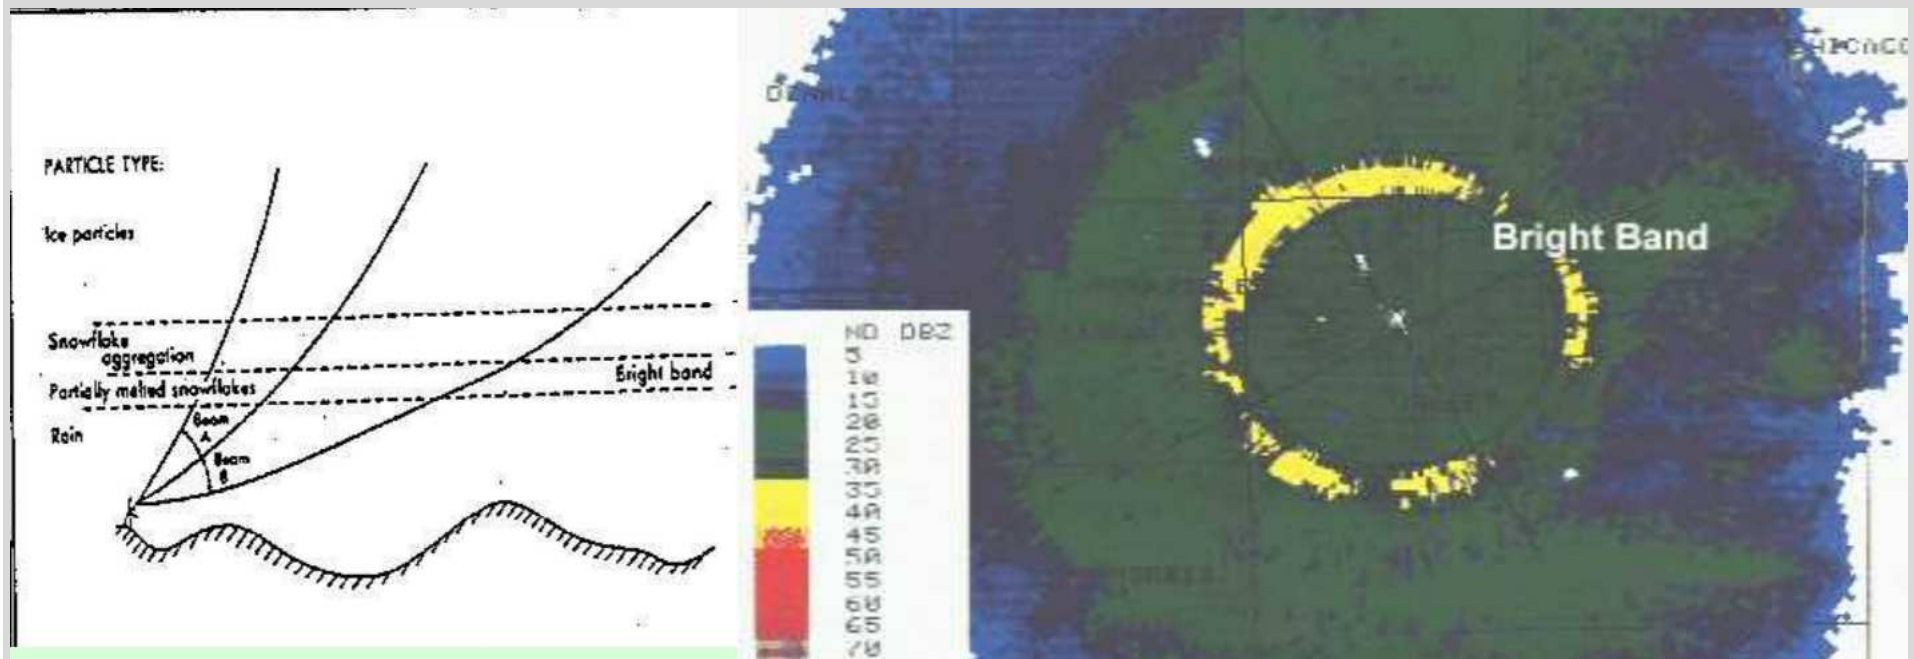 PARTICLE TYPE:
Ice particles
Snowflake
aggregation
Partially melted snowflakes
Bright band
Rain
Beam
A
Beam
B
CHICAGO
Bright Band
ND DBZ
5
10
15
20
25
30
35
40
45
50
55
60
65
70